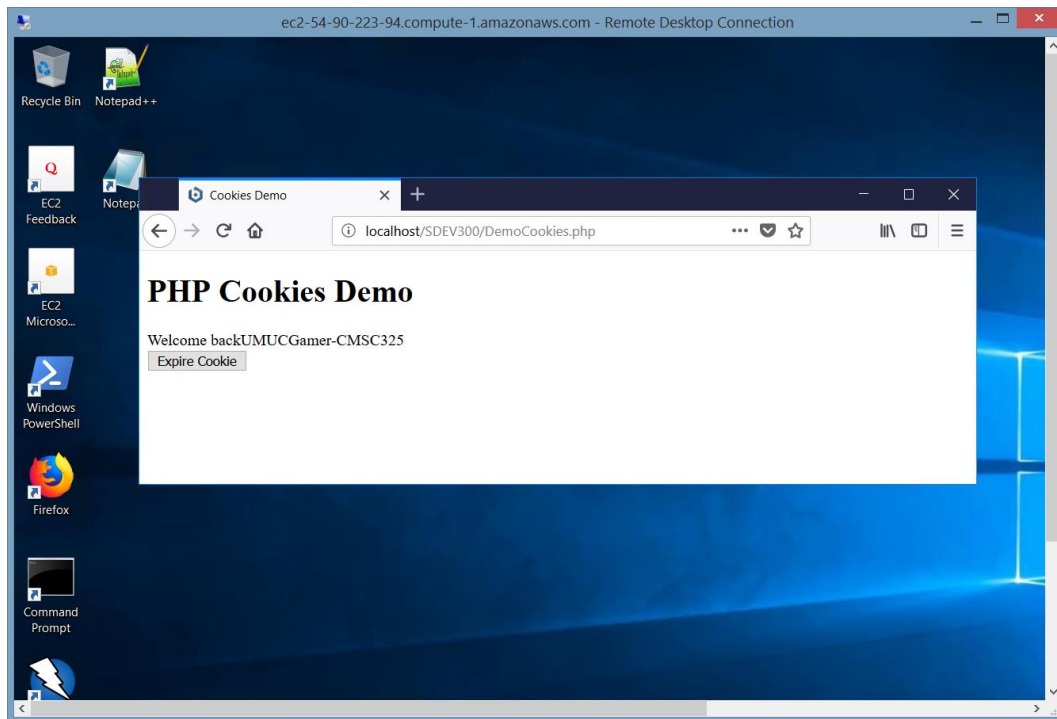 ec2-54-90-223-94.compute-1.amazonaws.com - Remote Desktop Connection
Recycle Bin
Notepad++
EC2
Feedback
Notepa
Cookies Demo
localhost/SDEV300/DemoCookies.php
PHP Cookies Demo
Welcome backUMUCGamer-CMSC325
Expire Cookie
EC2
Microso...
Windows
PowerShell
Firefox
Command
Prompt